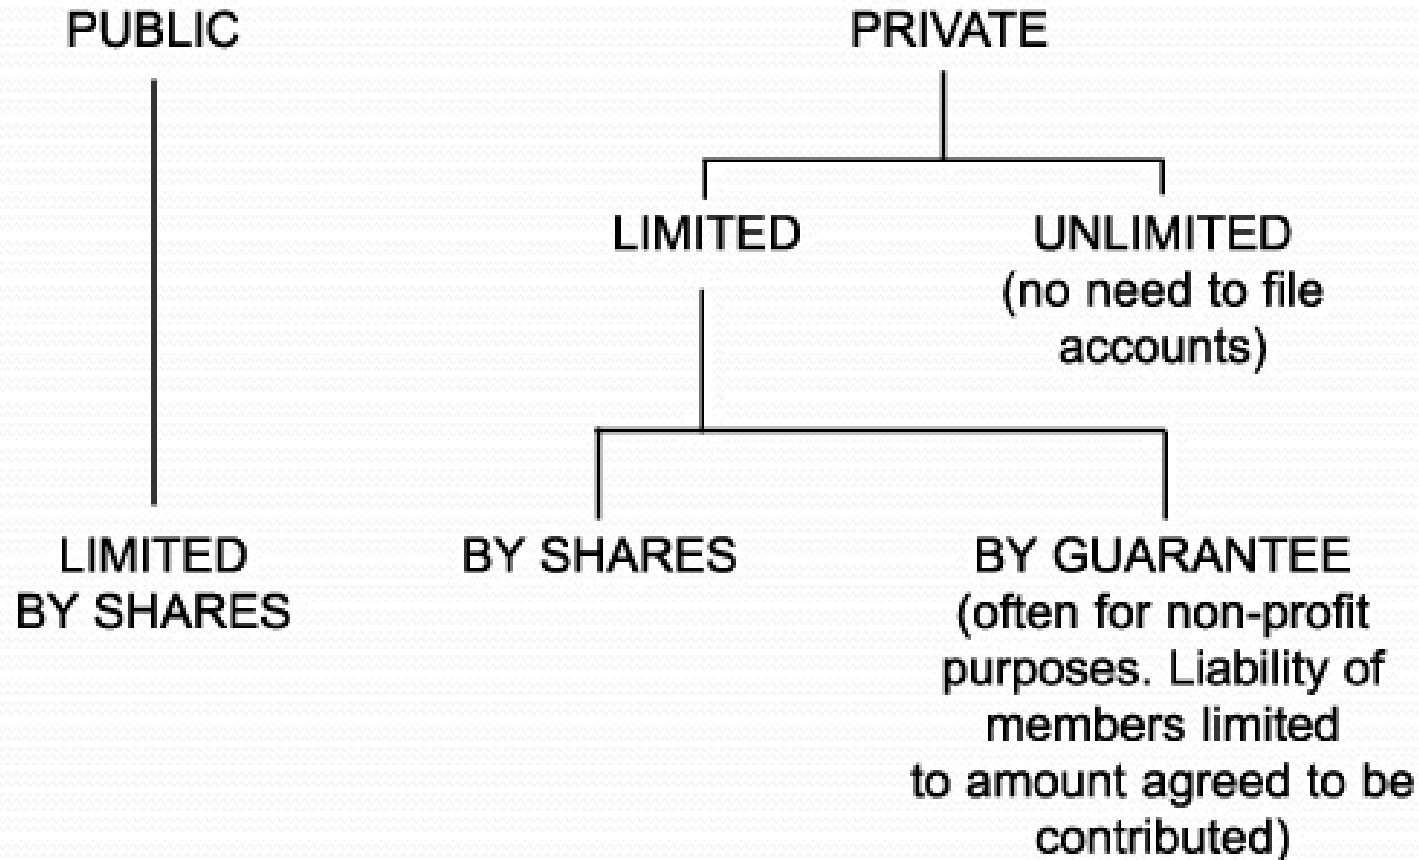 PUBLIC
PRIVATE
LIMITED
UNLIMITED
(no need to file
accounts)
LIMITED
BY SHARES
BY SHARES
BY GUARANTEE
(often for non-profit
purposes. Liability of
members limited
to amount agreed to be
contributed)